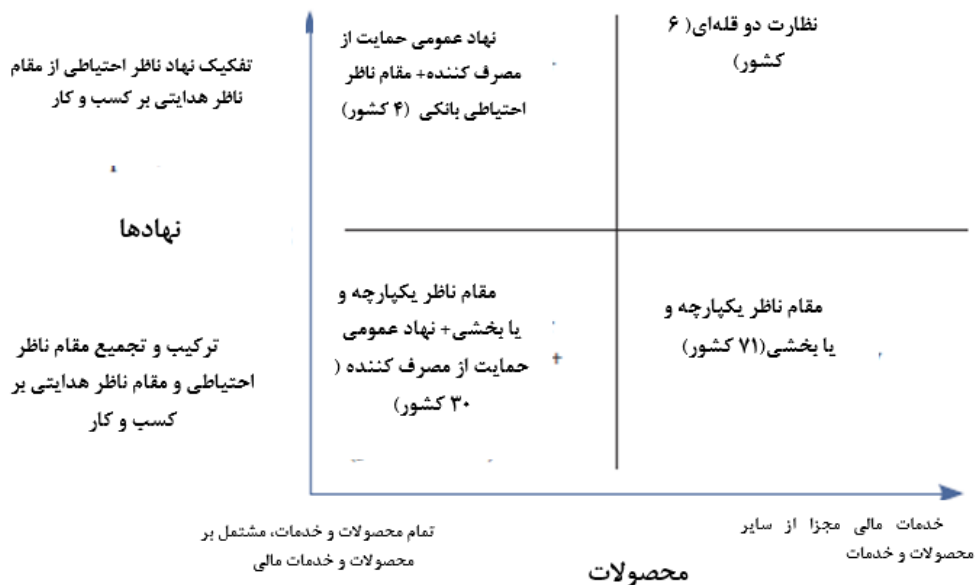 نظارت دو قله‌ای( ۶
کشور)
نهاد عمومی حمایت از
مصرف کننده+ مقام ناظر
احتیاطی بانکی (۴ کشور)
تفکیک نهاد ناظر احتیاطی از مقام
ناظر هدایتی بر کسب و کار
نهادها
مقام ناظر یکپارچه و
یا بخشی(۷۱ کشور)
مقام ناظر یکپارچه و
یا بخشی+ نهاد عمومی
حمایت از مصرف کننده (
۳۰ کشور)
ترکیب و تجمیع مقام ناظر
احتیاطی و مقام ناظر هدایتی بر
کسب و کار
خدمات مالی مجزا از سایر
محصولات و خدمات
تمام محصولات و خدمات، مشتمل بر
محصولات و خدمات مالی
محصولات